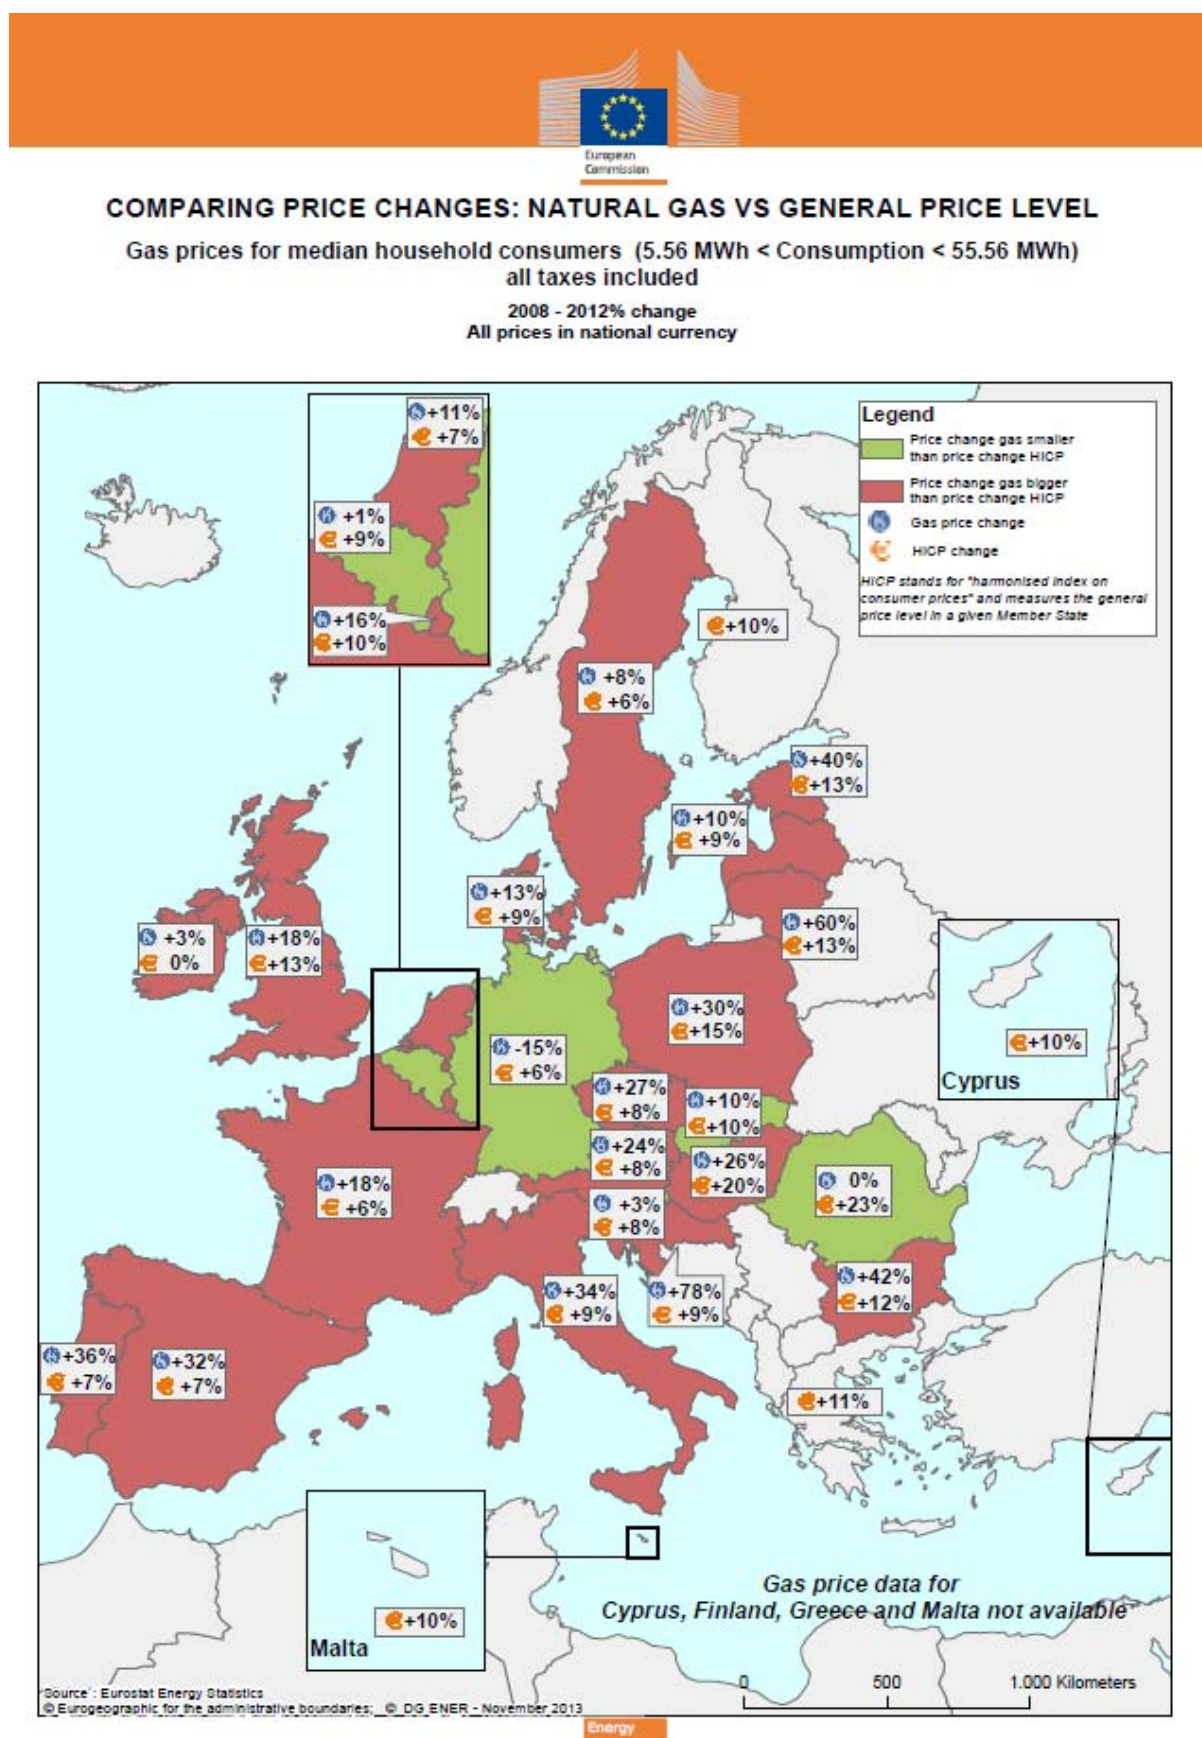 European
Commission
COMPARING PRICE CHANGES: NATURAL GAS VS GENERAL PRICE LEVEL
Gas prices for median household consumers (5.56 MWh < Consumption < 55.56 MWh)
all taxes included
2008 - 2012% change
All prices in national currency
Legend
Price change gas smaller
than price change HICP
Price change gas bigger
than price change HICP
Gas price change
HICP change
HICP stands for "harmonised index on
consumer prices" and measures the general
price level in a given Member State
+11%
+7%
+1%
+9%
+16%
+10%
+10%
+8%
+6%
+40%
+13%
+10%
+9%
+13%
+9%
+60%
+13%
+3%
0%
+18%
+13%
+30%
+15%
-15%
+6%
+10%
Cyprus
+27%
+8%
+10%
+10%
+24%
+8%
+26%
+20%
+18%
+6%
0%
+23%
+3%
+8%
+34%
+9%
+78%
+9%
+42%
+12%
+36%
+7%
+32%
+7%
+11%
+10%
Malta
Gas price data for
Cyprus, Finland, Greece and Malta not available
0 500 1.000 Kilometers
Source : Eurostat Energy Statistics
© Eurogeographic for the administrative boundaries; © DG ENER - November 2013
Energy